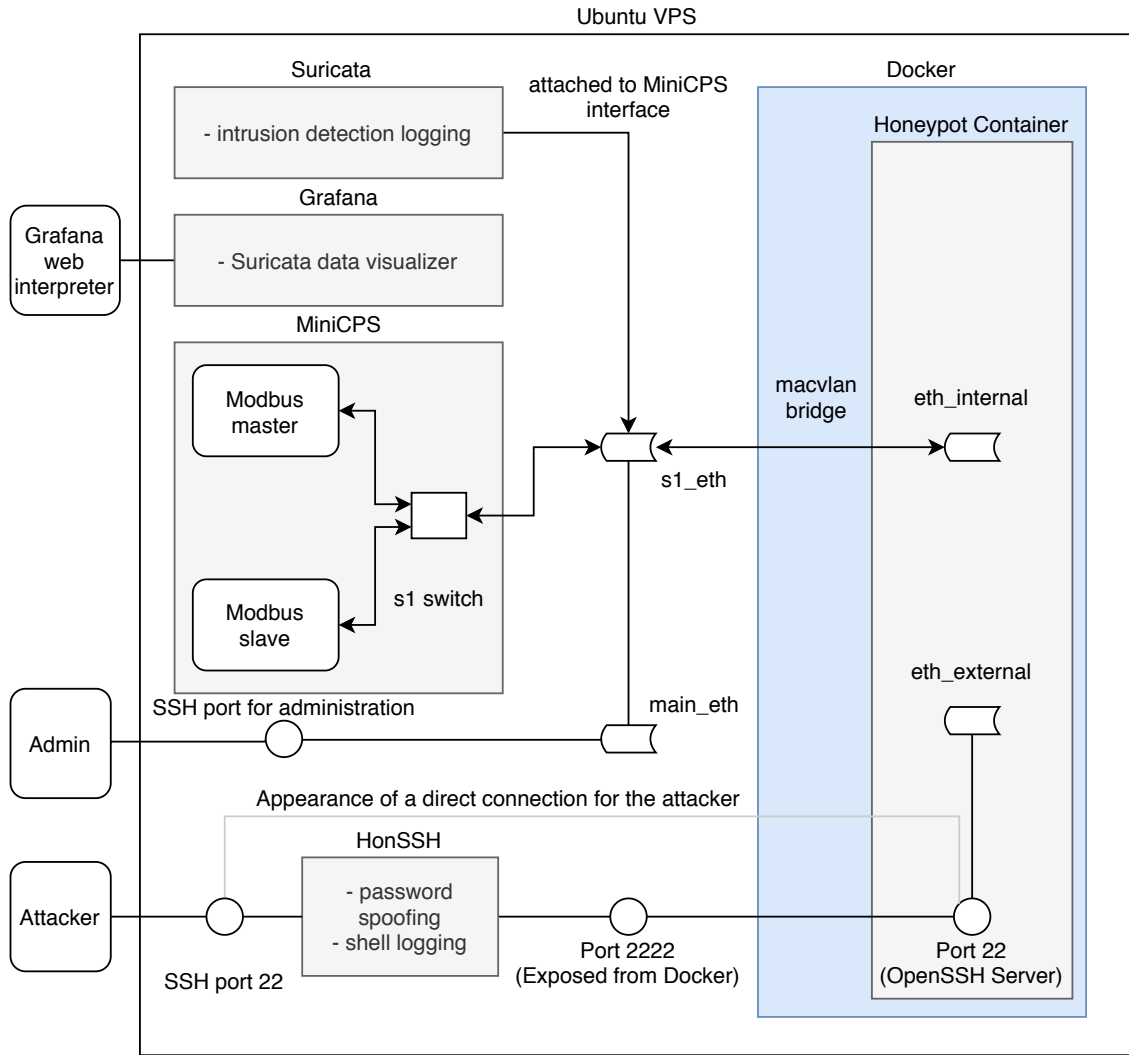 Ubuntu VPS
Suricata
- intrusion detection logging
attached to MiniCPS
interface
Docker
Honeypot Container
Grafana
- Suricata data visualizer
Grafana
web
interpreter
MiniCPS
Modbus
master
macvlan
bridge
eth_internal
s1_eth
s1 switch
Modbus
slave
eth_external
SSH port for administration
main_eth
Admin
Appearance of a direct connection for the attacker
HonSSH
- password
spoofing
- shell logging
Attacker
SSH port 22
Port 2222
(Exposed from Docker)
Port 22
(OpenSSH Server)